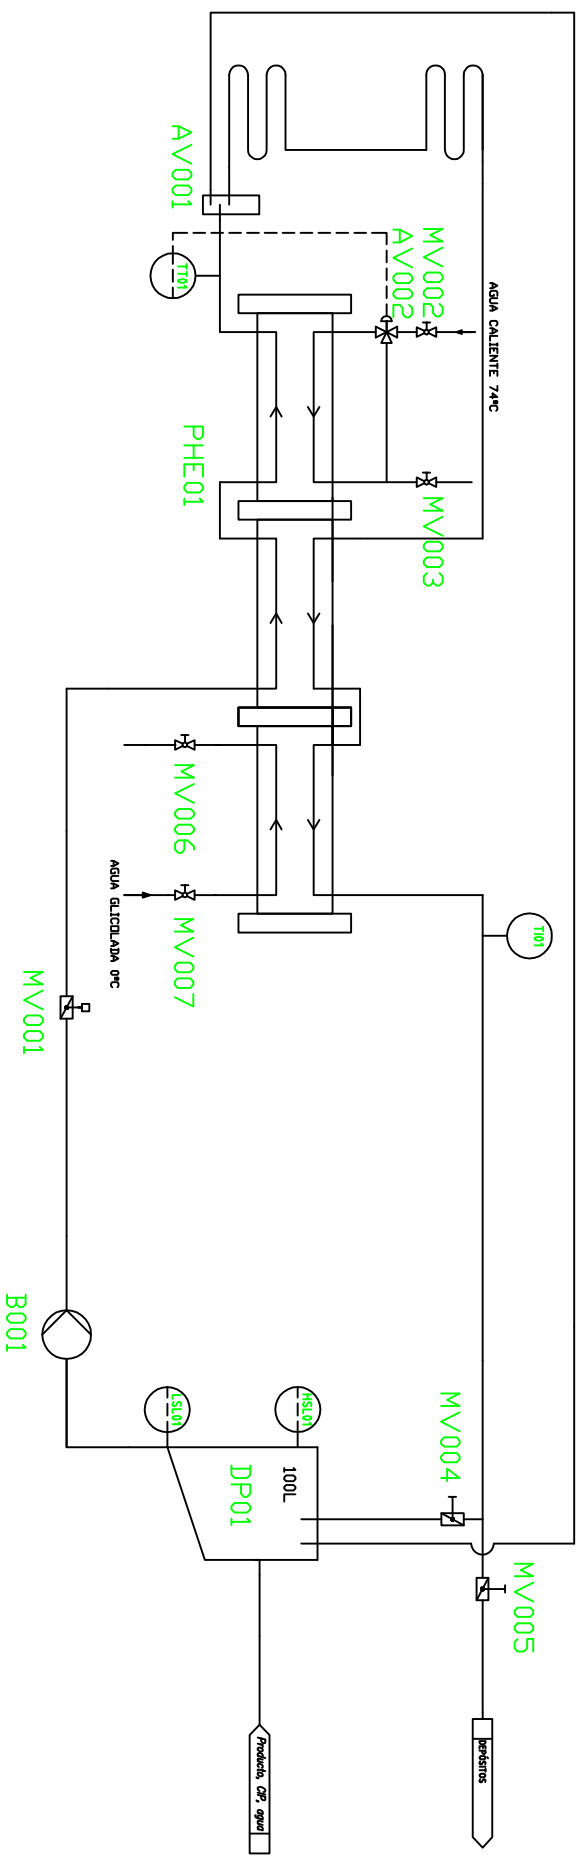 AV001
TT01
MV002
AV002
AGUA CALIENTE 74ºC
PHE01
MV003
MV006
AGUA GLICOLADA 0ºC
MV007
TI01
MV001
B001
LSL01
HSL01
100L
DP01
MV004
MV005
DEPÓSITOS
Producto, CIP, agua